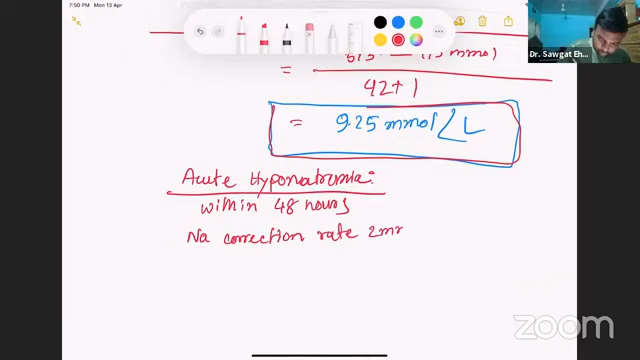 7:50 PM Mon 13 Apr
Dr. Sawgat Eh...
=
42+1
= 9.25 mmol/L
Acute Hyponatremia:
within 48 hours
Na correction rate 2mr
zoom